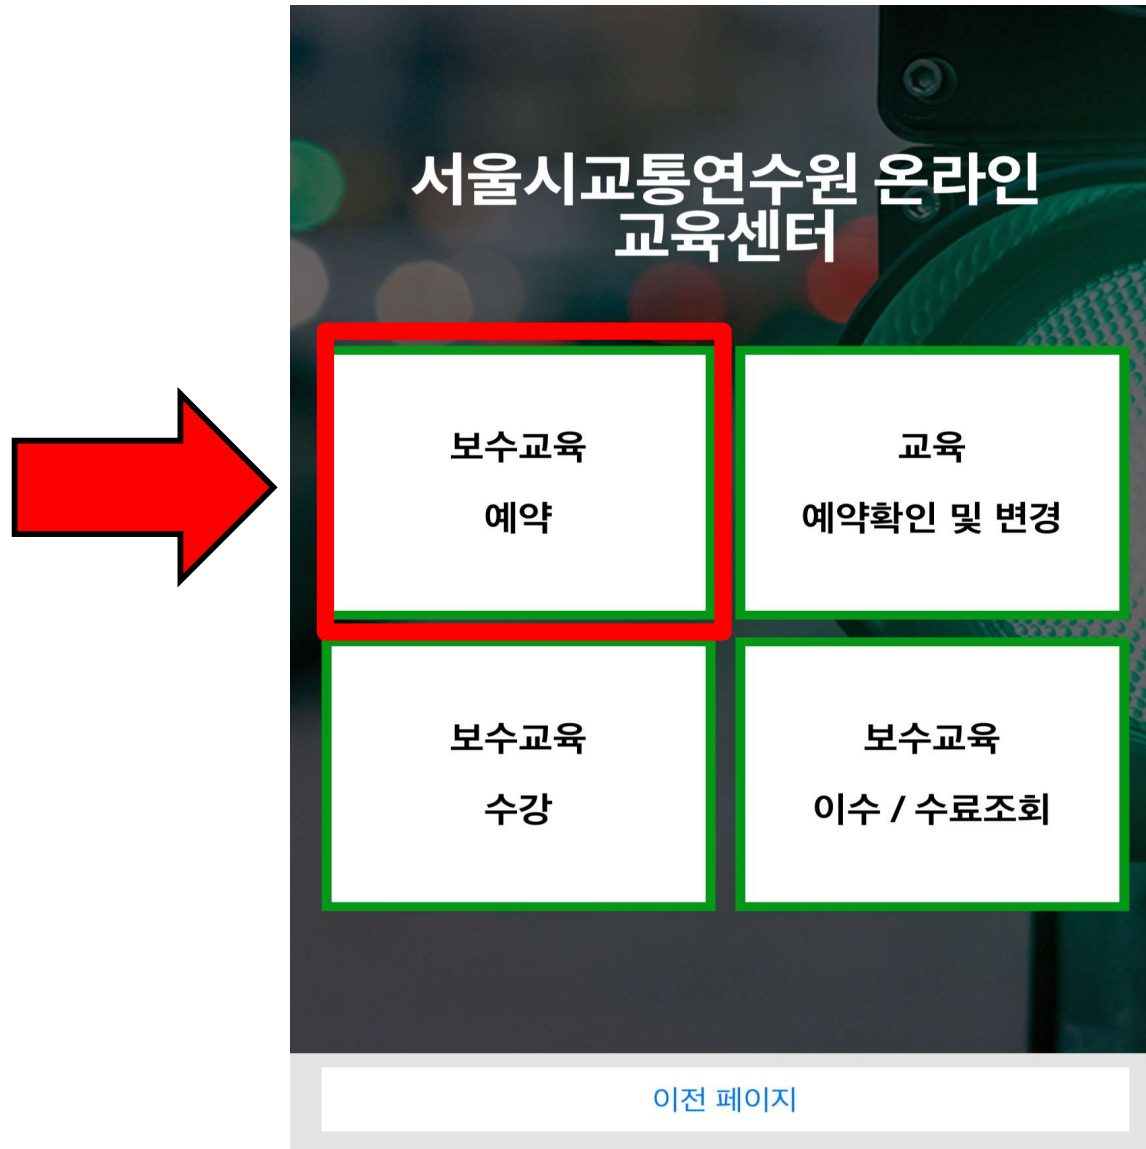 서울시교통연수원 온라인
교육센터
보수교육
예약
교육
예약확인 및 변경
보수교육
수강
보수교육
이수 / 수료조회
이전 페이지